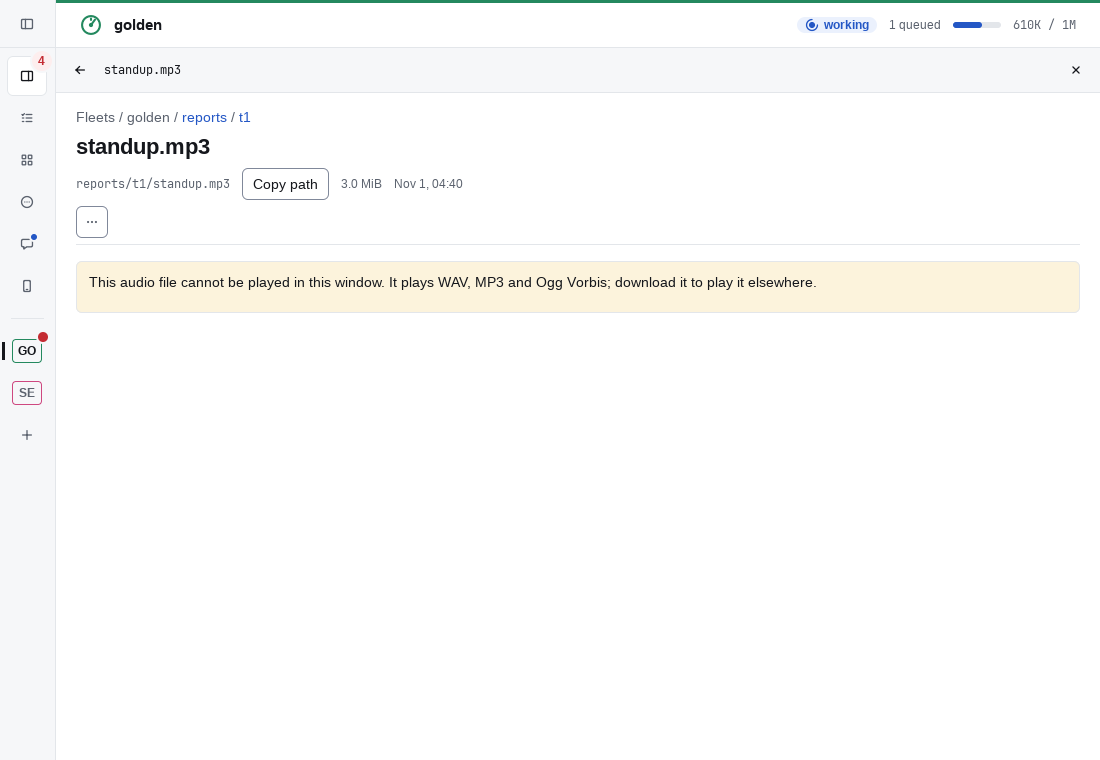 golden
working
1 queued
610K / 1M
4
standup.mp3
Fleets / golden / reports / t1
standup.mp3
reports/t1/standup.mp3
Copy path
3.0 MiB
Nov 1, 04:40
This audio file cannot be played in this window. It plays WAV, MP3 and Ogg Vorbis; download it to play it elsewhere.
GO
SE